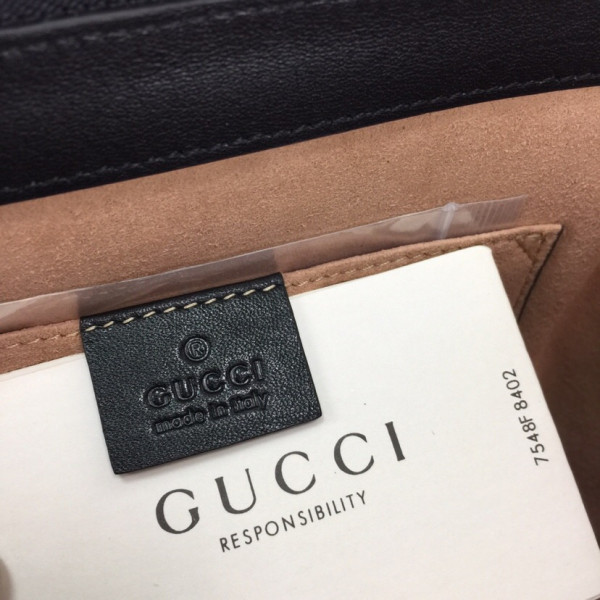 ®
GUCCI
made in italy
GUCCI
RESPONSIBILITY
7548F 8402